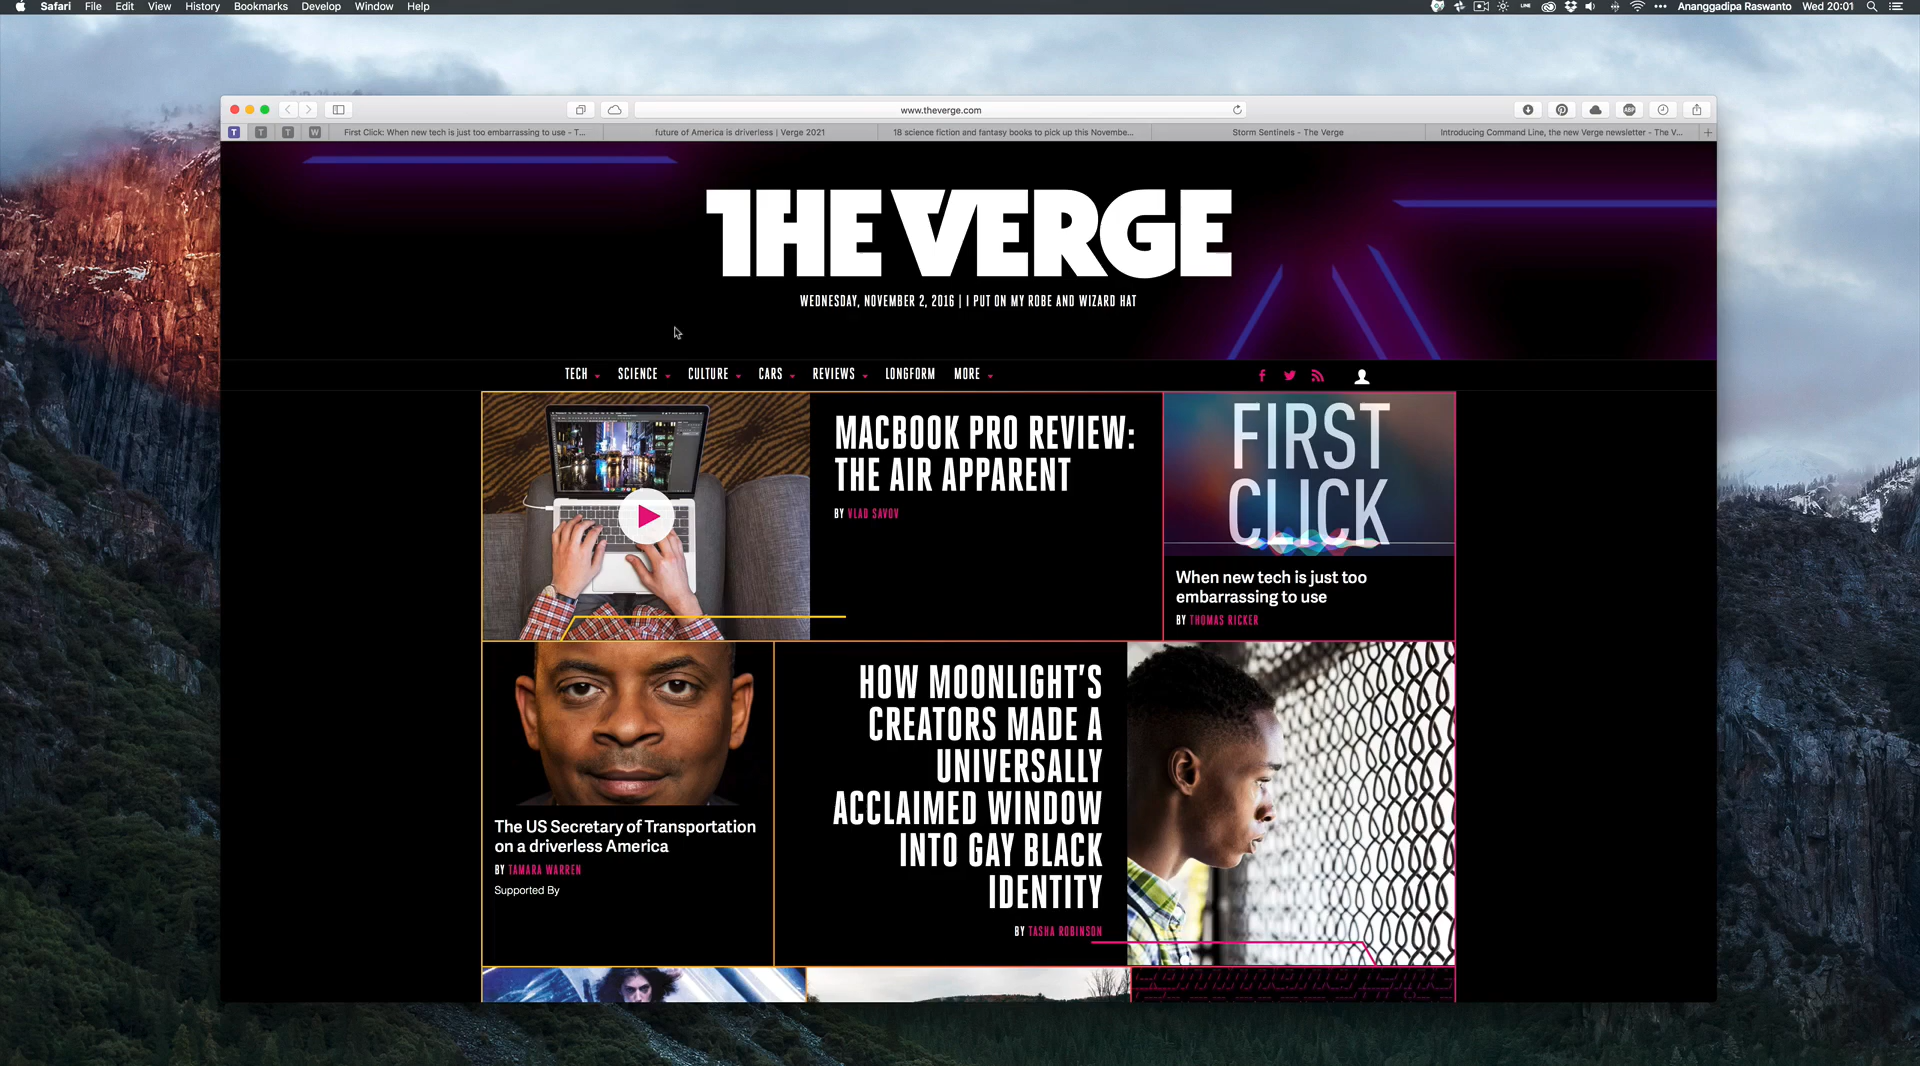 Safari File Edit View History Bookmarks Develop Window Help
Ananggadipa Raswanto Wed 20:01
www.theverge.com
ABP
T T T W First Click: When new tech is just too embarrassing to use - T... future of America is driverless | Verge 2021 18 science fiction and fantasy books to pick up this Novembe... Storm Sentinels - The Verge Introducing Command Line, the new Verge newsletter - The V...
THE VERGE
WEDNESDAY, NOVEMBER 2, 2016 | I PUT ON MY ROBE AND WIZARD HAT
TECH SCIENCE CULTURE CARS REVIEWS LONGFORM MORE
MACBOOK PRO REVIEW:
THE AIR APPARENT
BY VLAD SAVOV
FIRST
CLICK
When new tech is just too
embarrassing to use
BY THOMAS RICKER
The US Secretary of Transportation
on a driverless America
BY TAMARA WARREN
Supported By
HOW MOONLIGHT'S
CREATORS MADE A
UNIVERSALLY
ACCLAIMED WINDOW
INTO GAY BLACK
IDENTITY
BY TASHA ROBINSON